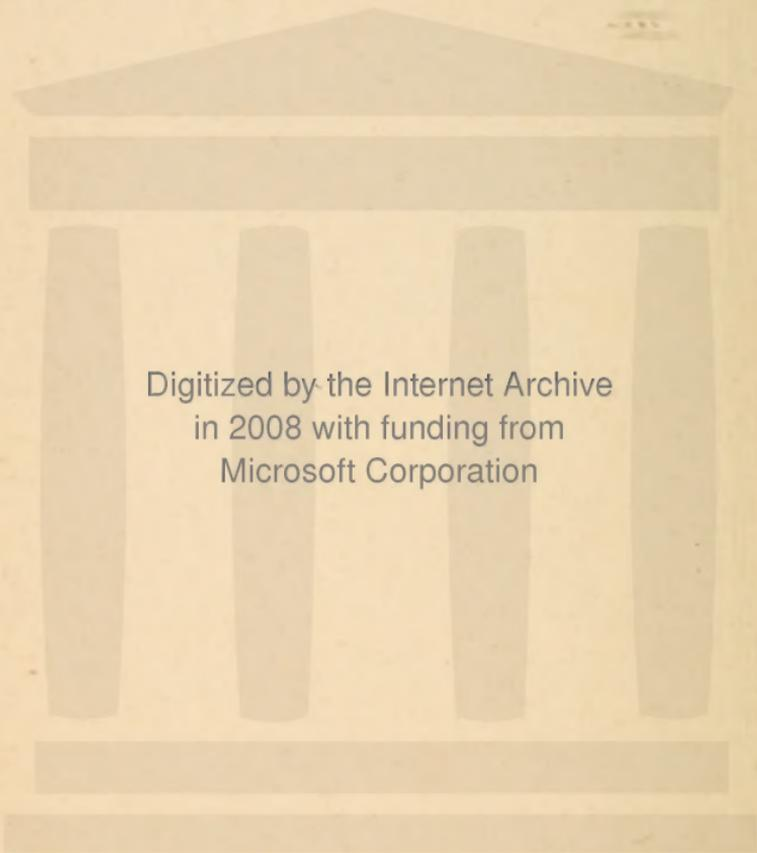 Digitized by the Internet Archive
in 2008 with funding from
Microsoft Corporation